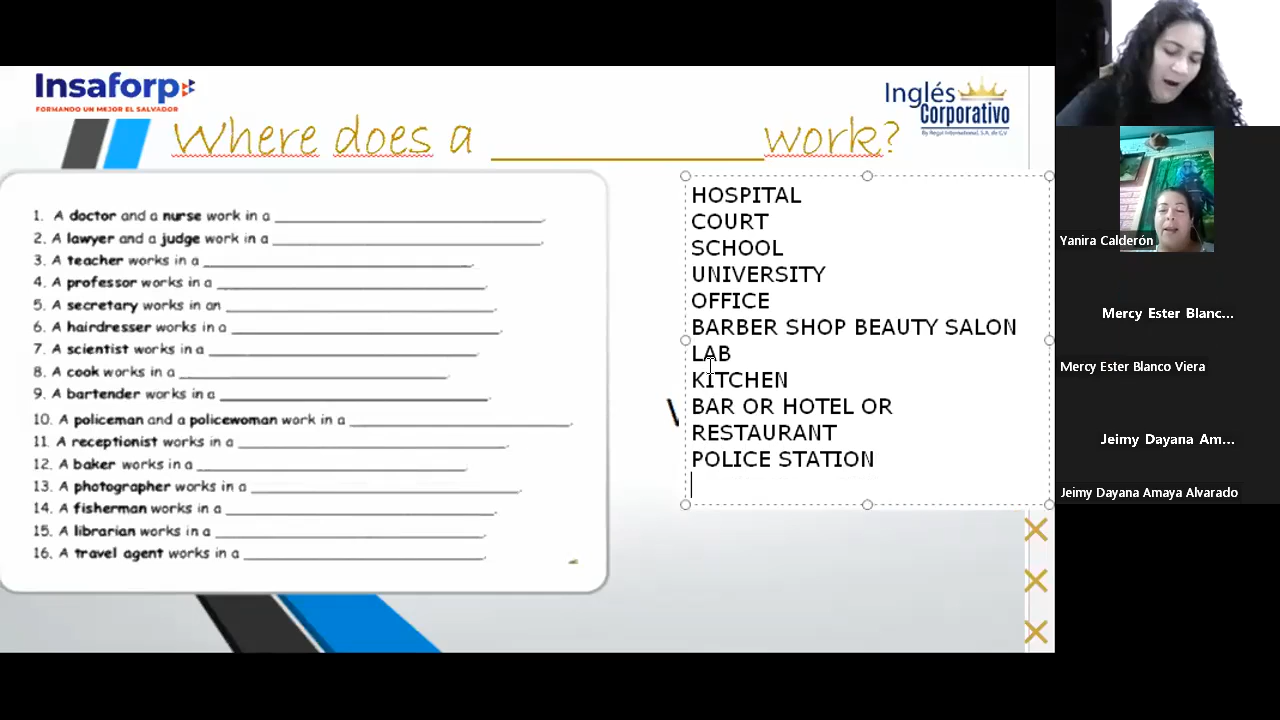 Insaforp
FORMANDO UN MEJOR EL SALVADOR
Inglés
Corporativo
By Regal International, S.A. de C.V.
Where does a ____________ work?
1. A doctor and a nurse work in a ____________.
2. A lawyer and a judge work in a ____________.
3. A teacher works in a ____________.
4. A professor works in a ____________.
5. A secretary works in an ____________.
6. A hairdresser works in a ____________.
7. A scientist works in a ____________.
8. A cook works in a ____________.
9. A bartender works in a ____________.
10. A policeman and a policewoman work in a ____________.
11. A receptionist works in a ____________.
12. A baker works in a ____________.
13. A photographer works in a ____________.
14. A fisherman works in a ____________.
15. A librarian works in a ____________.
16. A travel agent works in a ____________.
HOSPITAL
COURT
SCHOOL
UNIVERSITY
OFFICE
BARBER SHOP BEAUTY SALON
LAB
KITCHEN
BAR OR HOTEL OR
RESTAURANT
POLICE STATION
Yanira Calderón
Mercy Ester Blanc...
Mercy Ester Blanco Viera
Jeimy Dayana Am...
Jeimy Dayana Amaya Alvarado